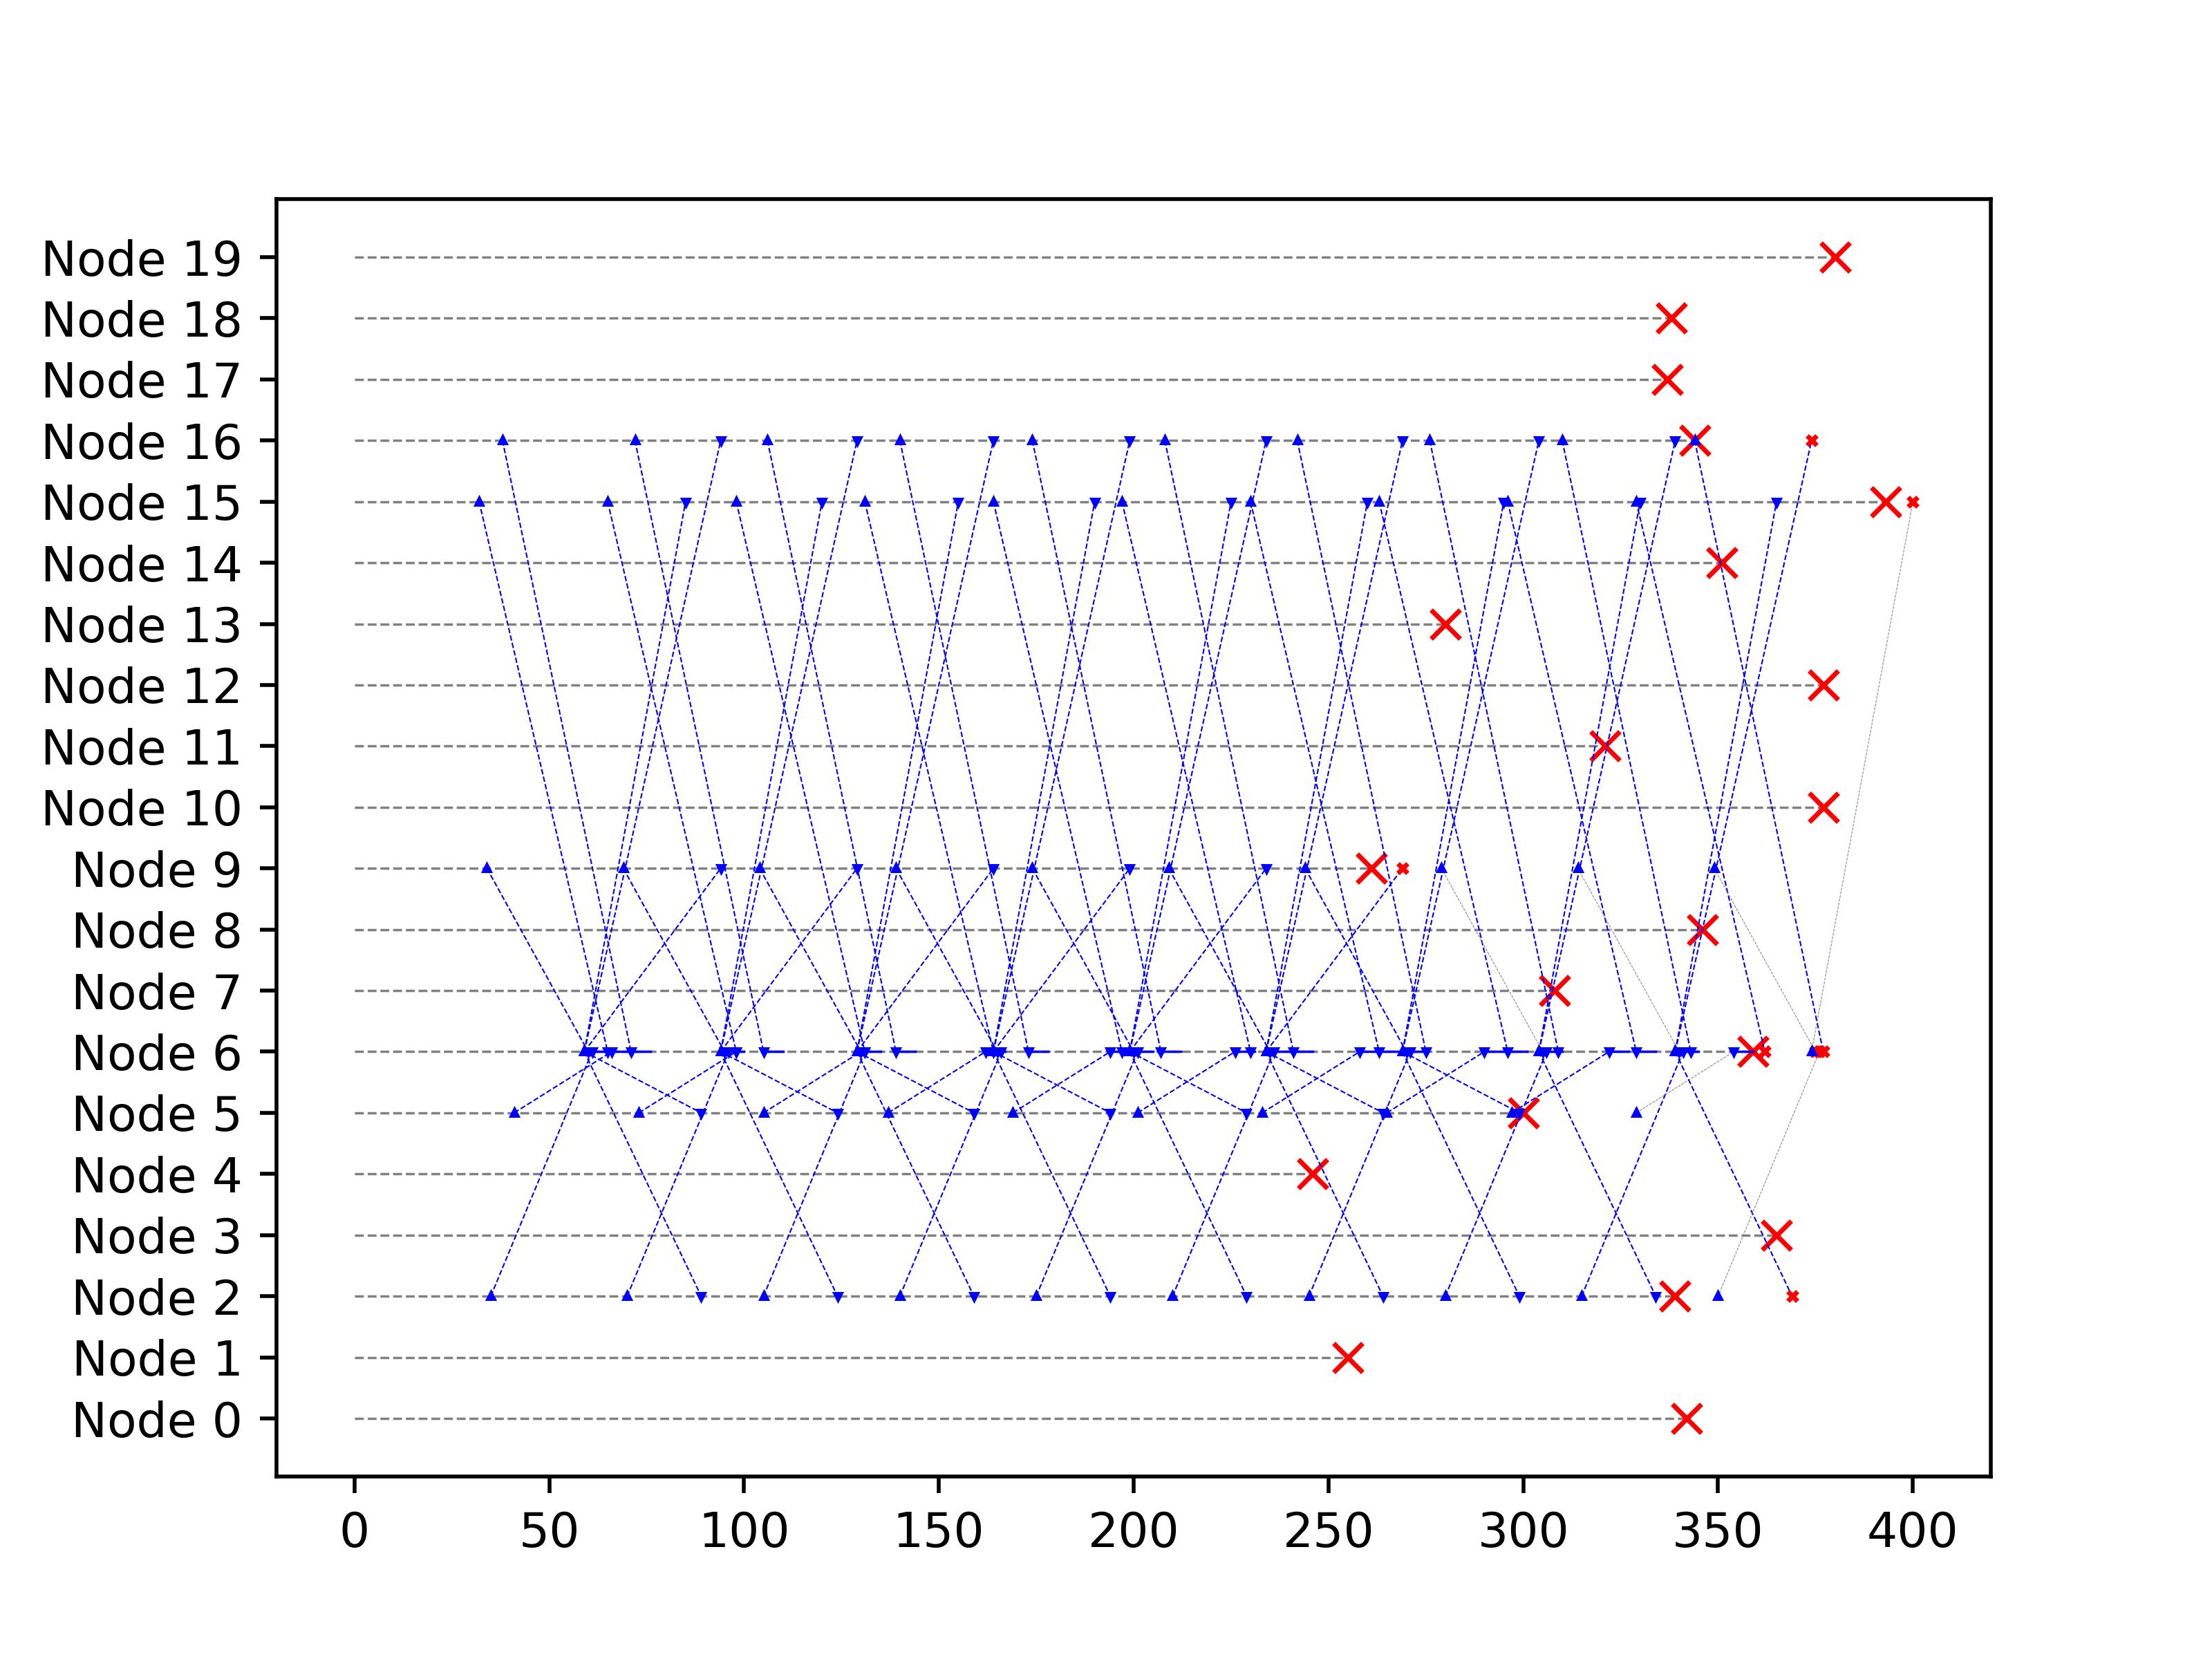 Node 19
Node 18
Node 17
Node 16
Node 15
Node 14
Node 13
Node 12
Node 11
Node 10
Node 9
Node 8
Node 7
Node 6
Node 5
Node 4
Node 3
Node 2
Node 1
Node 0
0 50 100 150 200 250 300 350 400